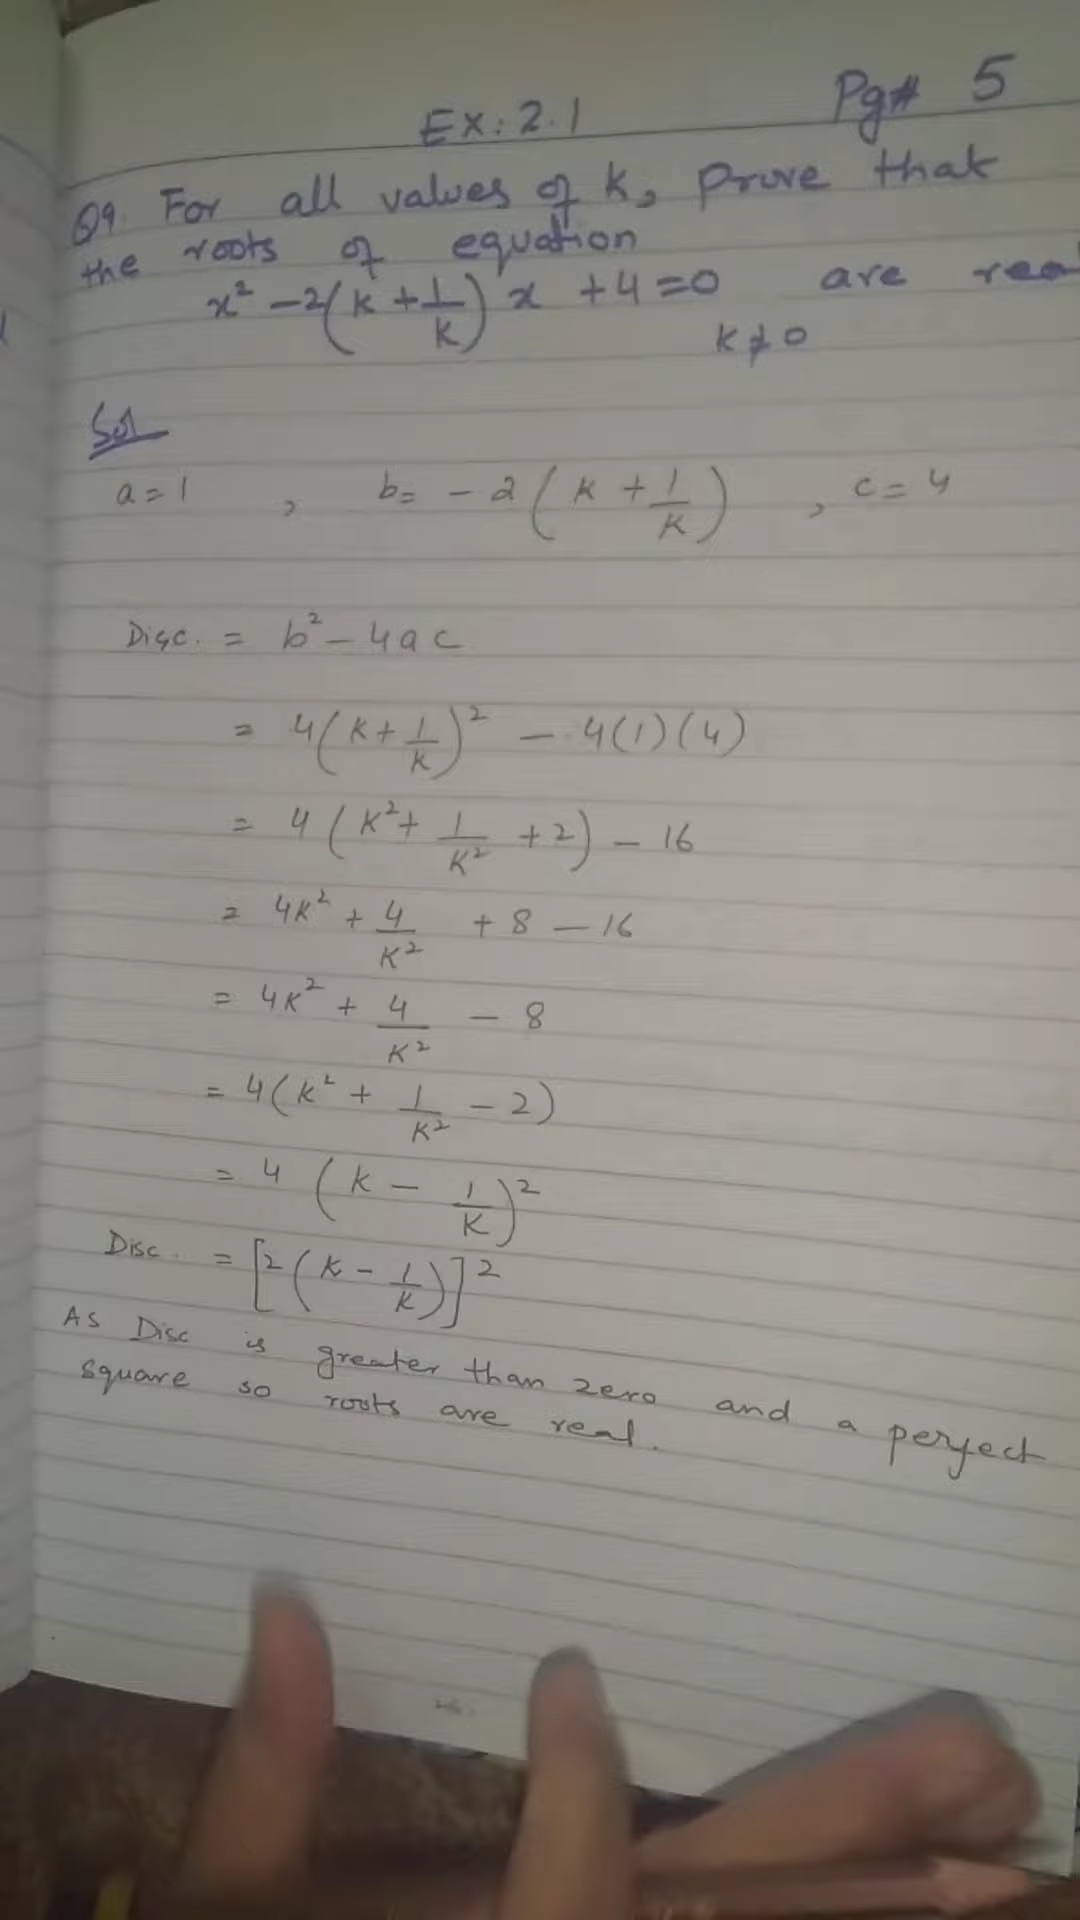 Ex: 2.1 Pg# 5
Q9. For all values of k, prove that
the roots of equation
x² - 2(k + 1/k) x + 4 = 0 are rea
k ≠ 0
Sol
a = 1 , b = - 2 (k + 1/k) , c = 4
Disc. = b² - 4ac
= 4(k + 1/k)² - 4(1)(4)
= 4(k² + 1/k² + 2) - 16
= 4k² + 4/k² + 8 - 16
= 4k² + 4/k² - 8
= 4(k² + 1/k² - 2)
= 4 (k - 1/k)²
Disc. = [2(k - 1/k)]²
As Disc is greater than zero and a perfect
square so roots are real.